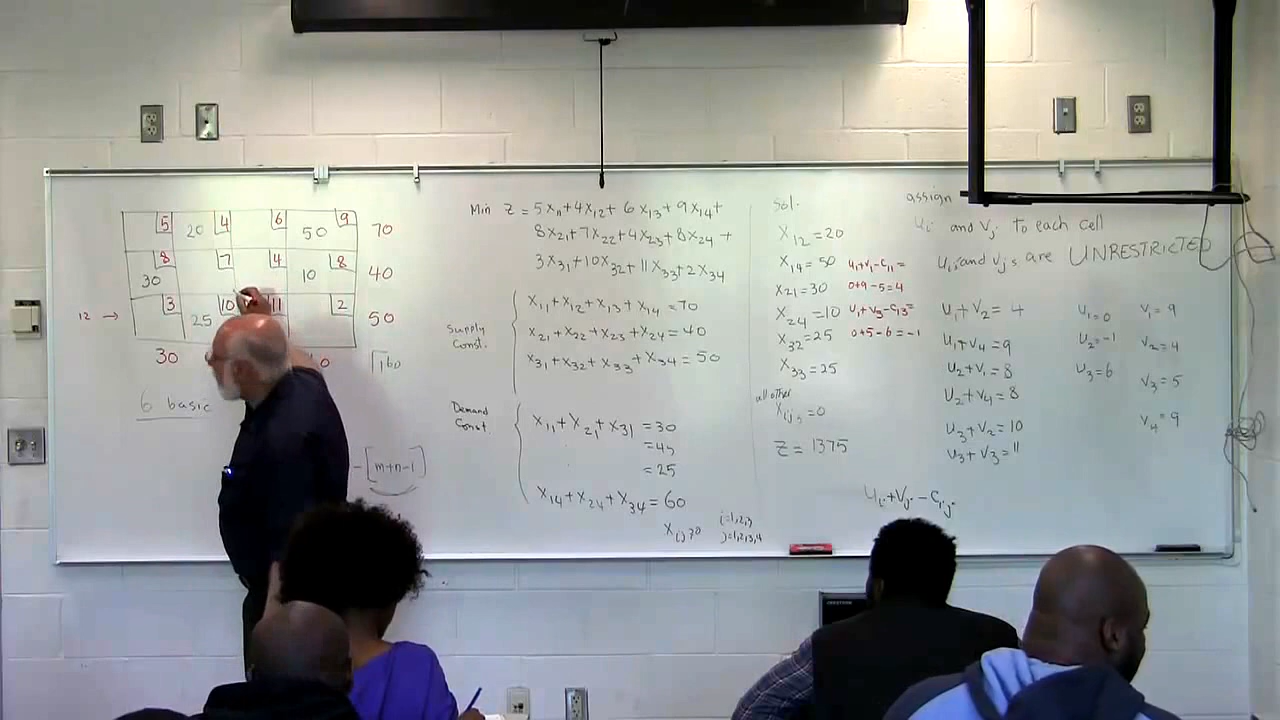 5 4 6 9
20 50 70
8 7 4 8
30 10 40
3 10 11 2
12 → 25 50
30 160
6 basic
-[m+n-1]
Min Z = 5x11+4x12+6x13+9x14+
8x21+7x22+4x23+8x24+
3x31+10x32+11x33+2x34
Supply
Const.
x11+x12+x13+x14=70
x21+x22+x23+x24=40
x31+x32+x33+x34=50
Demand
Const.
x11+x21+x31=30
=45
=25
x14+x24+x34=60
xij≥0
i=1,2,3
j=1,2,3,4
Sol.
x12=20
x14=50
x21=30
x24=10
x32=25
x33=25
all other
xijs=0
Z=1375
u1+v1-c11=
0+9-5=4
u1+v3-c13=
0+5-6=-1
assign
ui and vj to each cell
ui's and vj's are UNRESTRICTED
u1+v2=4
u1+v4=9
u2+v1=8
u2+v4=8
u3+v2=10
u3+v3=11
u1=0
u2=-1
u3=6
v1=9
v2=4
v3=5
v4=9
ui+vj-cij